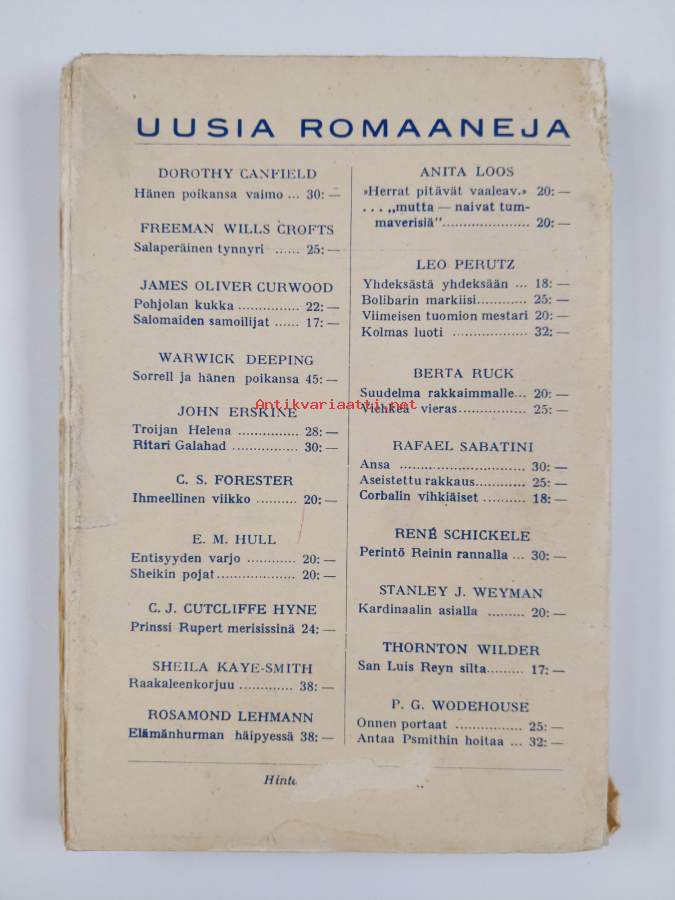 UUSIA ROMAANEJA
DOROTHY CANFIELD
Hänen poikansa vaimo ... 30: —
FREEMAN WILLS CROFTS
Salaperäinen tynnyri ...... 25: —
JAMES OLIVER CURWOOD
Pohjolan kukka ............... 22: —
Salomaiden samoilijat ...... 17: —
WARWICK DEEPING
Sorrell ja hänen poikansa 45: —
JOHN ERSKINE
Troijan Helena ............... 28: —
Ritari Galahad ................ 30: —
C. S. FORESTER
Ihmeellinen viikko .......... 20: —
E. M. HULL
Entisyyden varjo ............ 20: —
Sheikin pojat ................... 20: —
C. J. CUTCLIFFE HYNE
Prinssi Rupert merisissinä 24: —
SHEILA KAYE-SMITH
Raakaleenkorjuu ............. 38: —
ROSAMOND LEHMANN
Elämänhurman häipyessä 38: —
ANITA LOOS
»Herrat pitävät vaaleav.» 20: —
. . . „mutta — naivat tum-
maverisiä” ..................... 20: —
LEO PERUTZ
Yhdeksästä yhdeksään ... 18: —
Bolibarin markiisi ............ 25: —
Viimeisen tuomion mestari 20: —
Kolmas luoti .................. 32: —
BERTA RUCK
Suudelma rakkaimmalle ... 20: —
Viehkeä vieras ............... 25: —
RAFAEL SABATINI
Ansa ........................ 30: —
Aseistettu rakkaus ............ 25: —
Corbalin vihkiäiset .......... 18: —
RENÉ SCHICKELE
Perintö Reinin rannalla ... 30: —
STANLEY J. WEYMAN
Kardinaalin asialla ......... 20: —
THORNTON WILDER
San Luis Reyn silta ......... 17: —
P. G. WODEHOUSE
Onnen portaat ................ 25: —
Antaa Psmithin hoitaa ... 32: —
Antikvariaatti.net